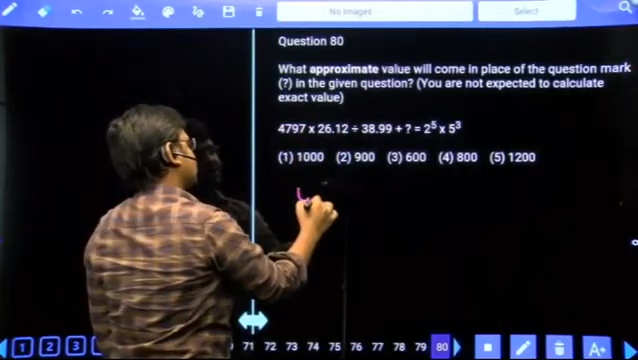 No Images
Select
Question 80
What approximate value will come in place of the question mark
(?) in the given question? (You are not expected to calculate
exact value)
4797 x 26.12 ÷ 38.99 + ? = 2⁵ x 5³
(1) 1000 (2) 900 (3) 600 (4) 800 (5) 1200
1 2 3 71 72 73 74 75 76 77 78 79 80 A+